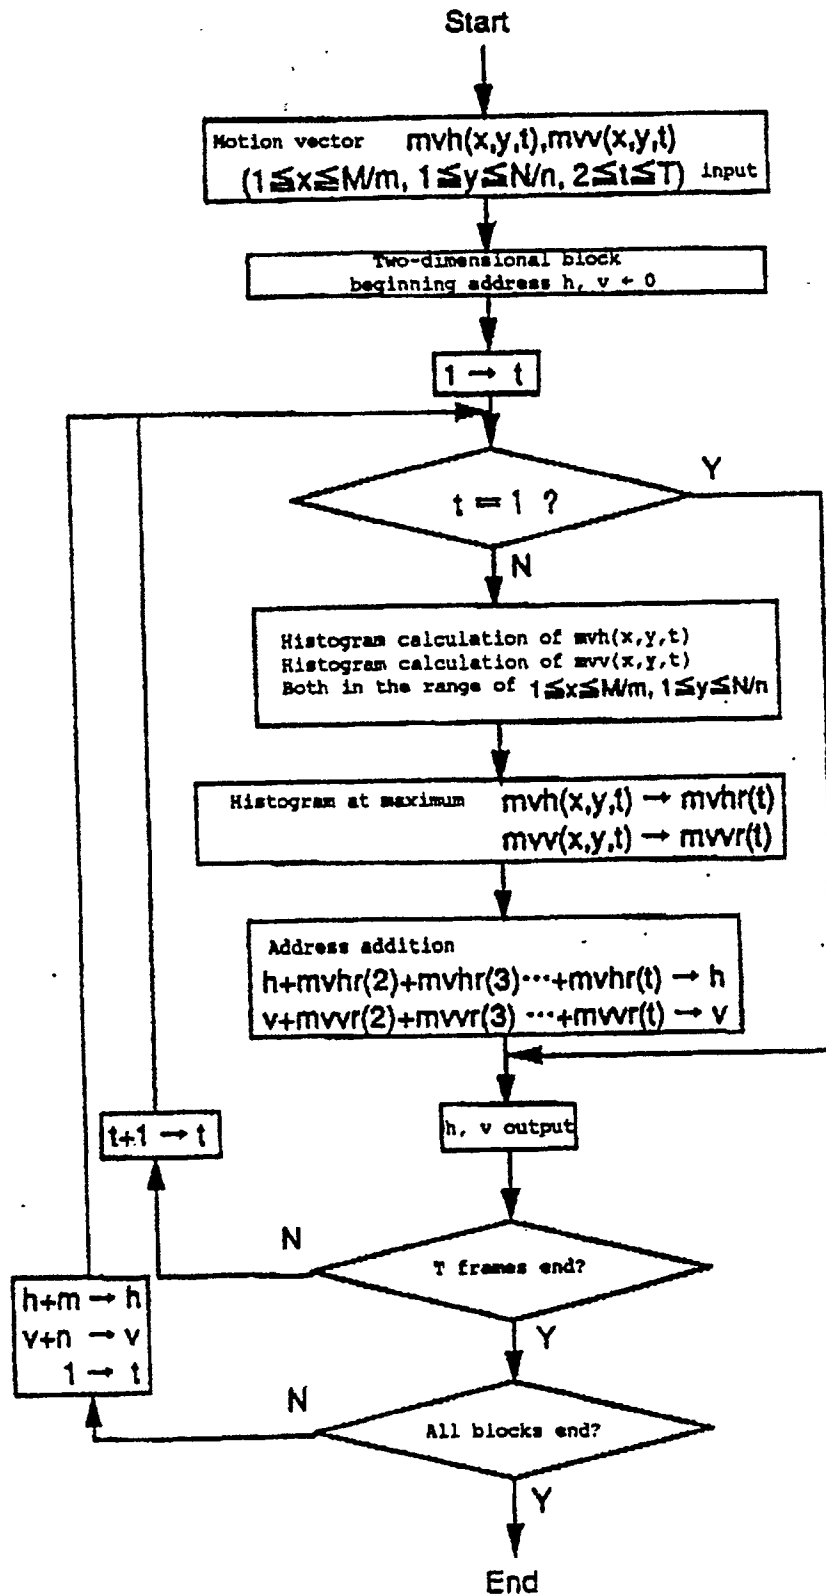 Start
Motion vector mvh(x,y,t),mvv(x,y,t)
(1≦x≦M/m, 1≦y≦N/n, 2≦t≦T) input
Two-dimensional block
beginning address h, v ← 0
1 → t
t = 1 ?
Y
N
Histogram calculation of mvh(x,y,t)
Histogram calculation of mvv(x,y,t)
Both in the range of 1≦x≦M/m, 1≦y≦N/n
Histogram at maximum mvh(x,y,t) → mvhr(t)
mvv(x,y,t) → mvvr(t)
Address addition
h+mvhr(2)+mvhr(3)···+mvhr(t) → h
v+mvvr(2)+mvvr(3) ···+mvvr(t) → v
h, v output
t+1 → t
T frames end?
N
Y
h+m → h
v+n → v
1 → t
All blocks end?
N
Y
End